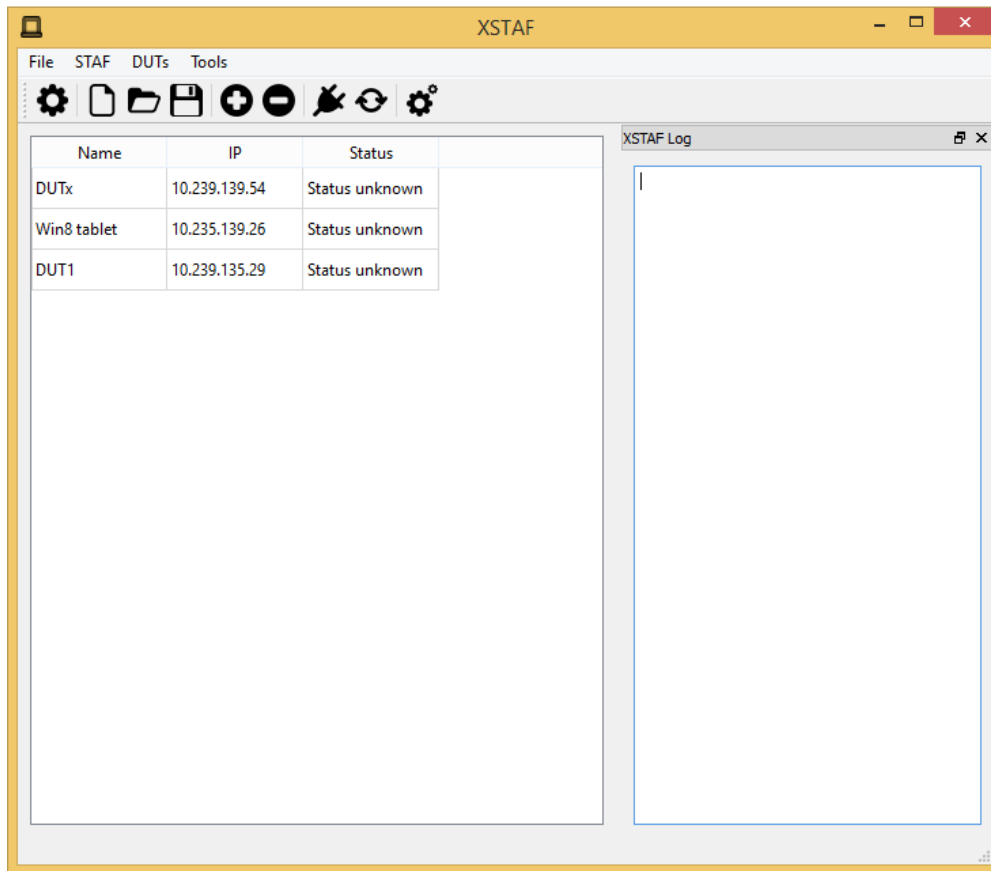 XSTAF
File STAF DUTs Tools
XSTAF Log
Name IP Status
DUTx 10.239.139.54 Status unknown
Win8 tablet 10.235.139.26 Status unknown
DUT1 10.239.135.29 Status unknown